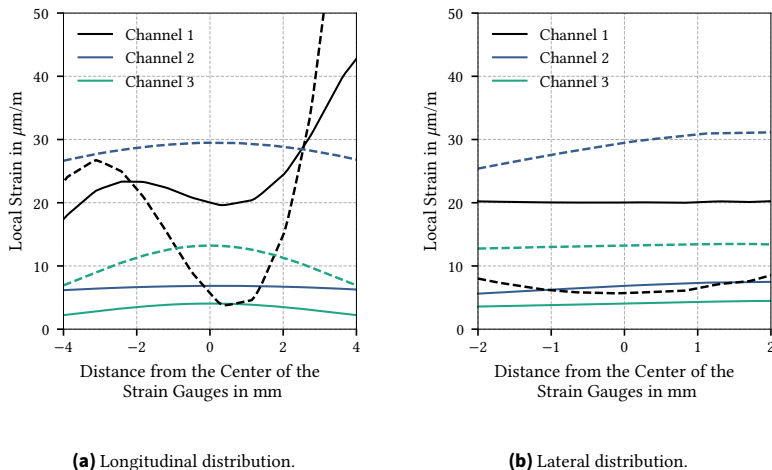 50
40
30
20
10
0
Local Strain in μm/m
Channel 1
Channel 2
Channel 3
−4
−2
0
2
4
Distance from the Center of the
Strain Gauges in mm
(a) Longitudinal distribution.
50
40
30
20
10
0
Local Strain in μm/m
Channel 1
Channel 2
Channel 3
−2
−1
0
1
2
Distance from the Center of the
Strain Gauges in mm
(b) Lateral distribution.